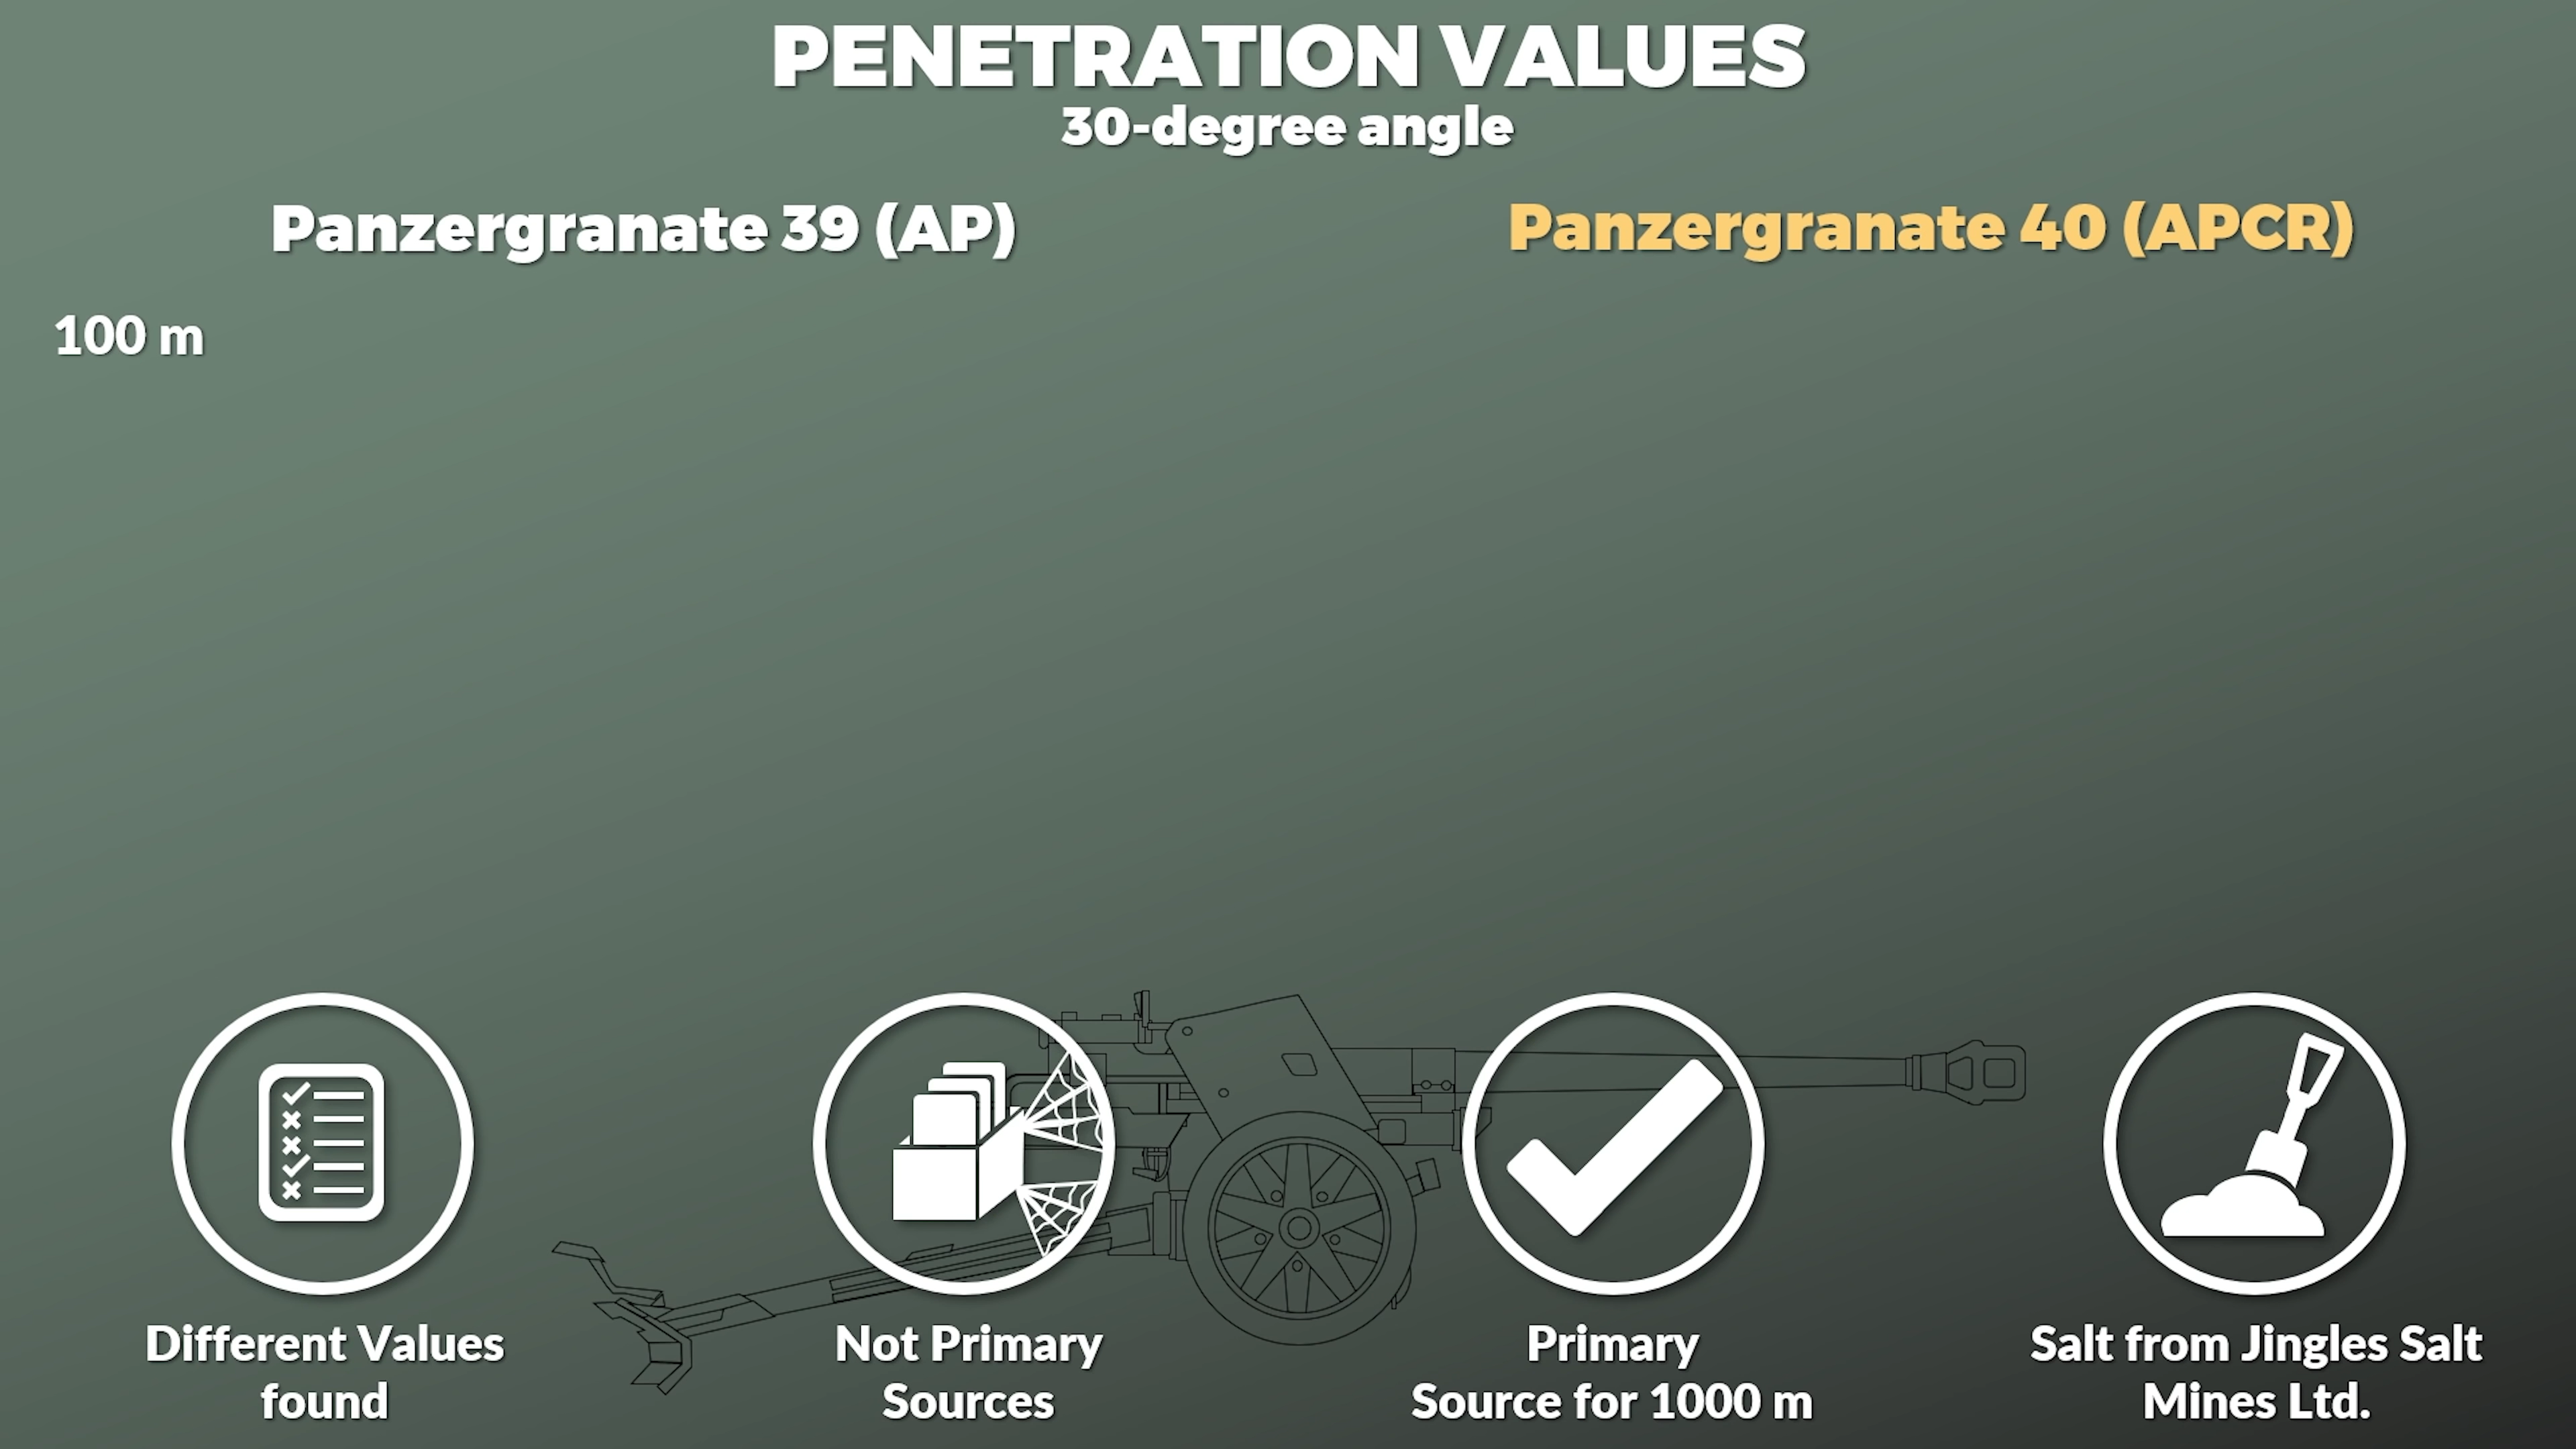 PENETRATION VALUES
30-degree angle
Panzergranate 39 (AP)
Panzergranate 40 (APCR)
100 m
Different Values
found
Not Primary
Sources
Primary
Source for 1000 m
Salt from Jingles Salt
Mines Ltd.